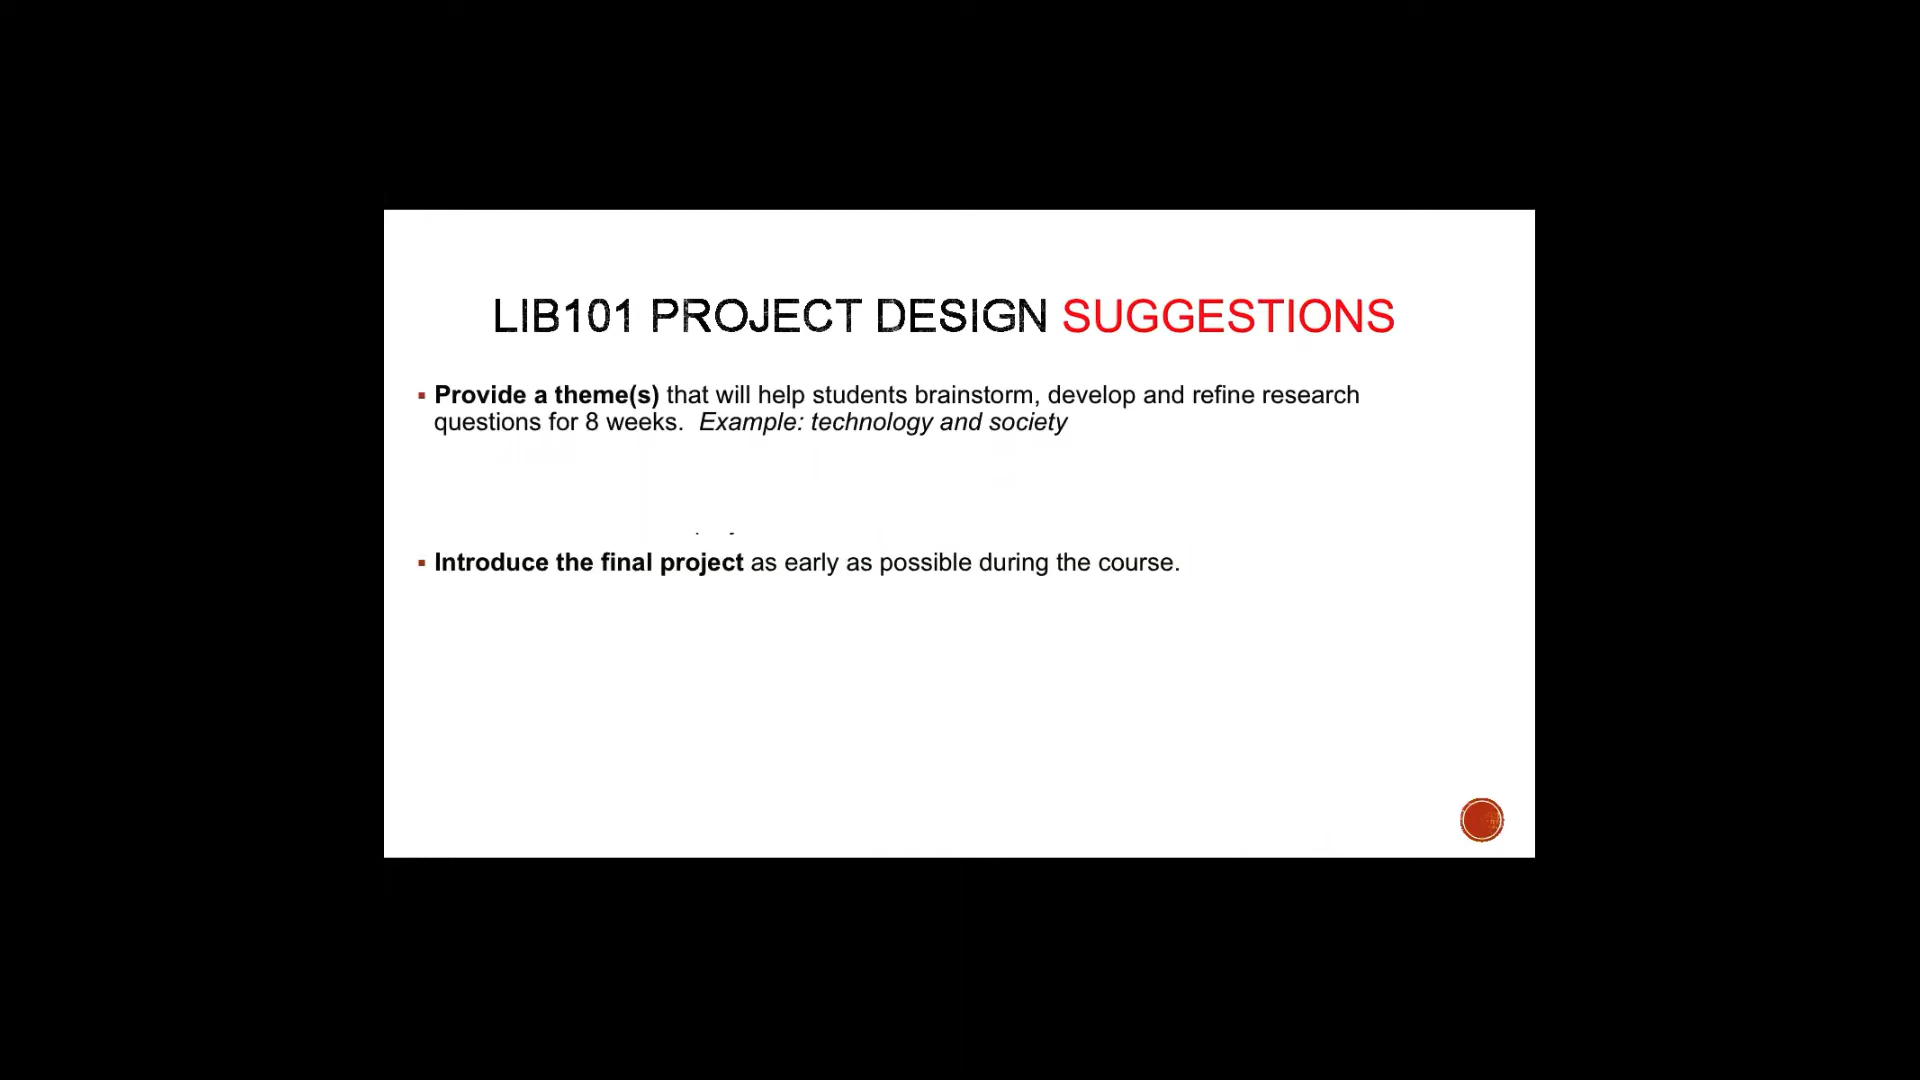 LIB101 PROJECT DESIGN SUGGESTIONS
▪ Provide a theme(s) that will help students brainstorm, develop and refine research
questions for 8 weeks.  Example: technology and society
▪ Introduce the final project as early as possible during the course.